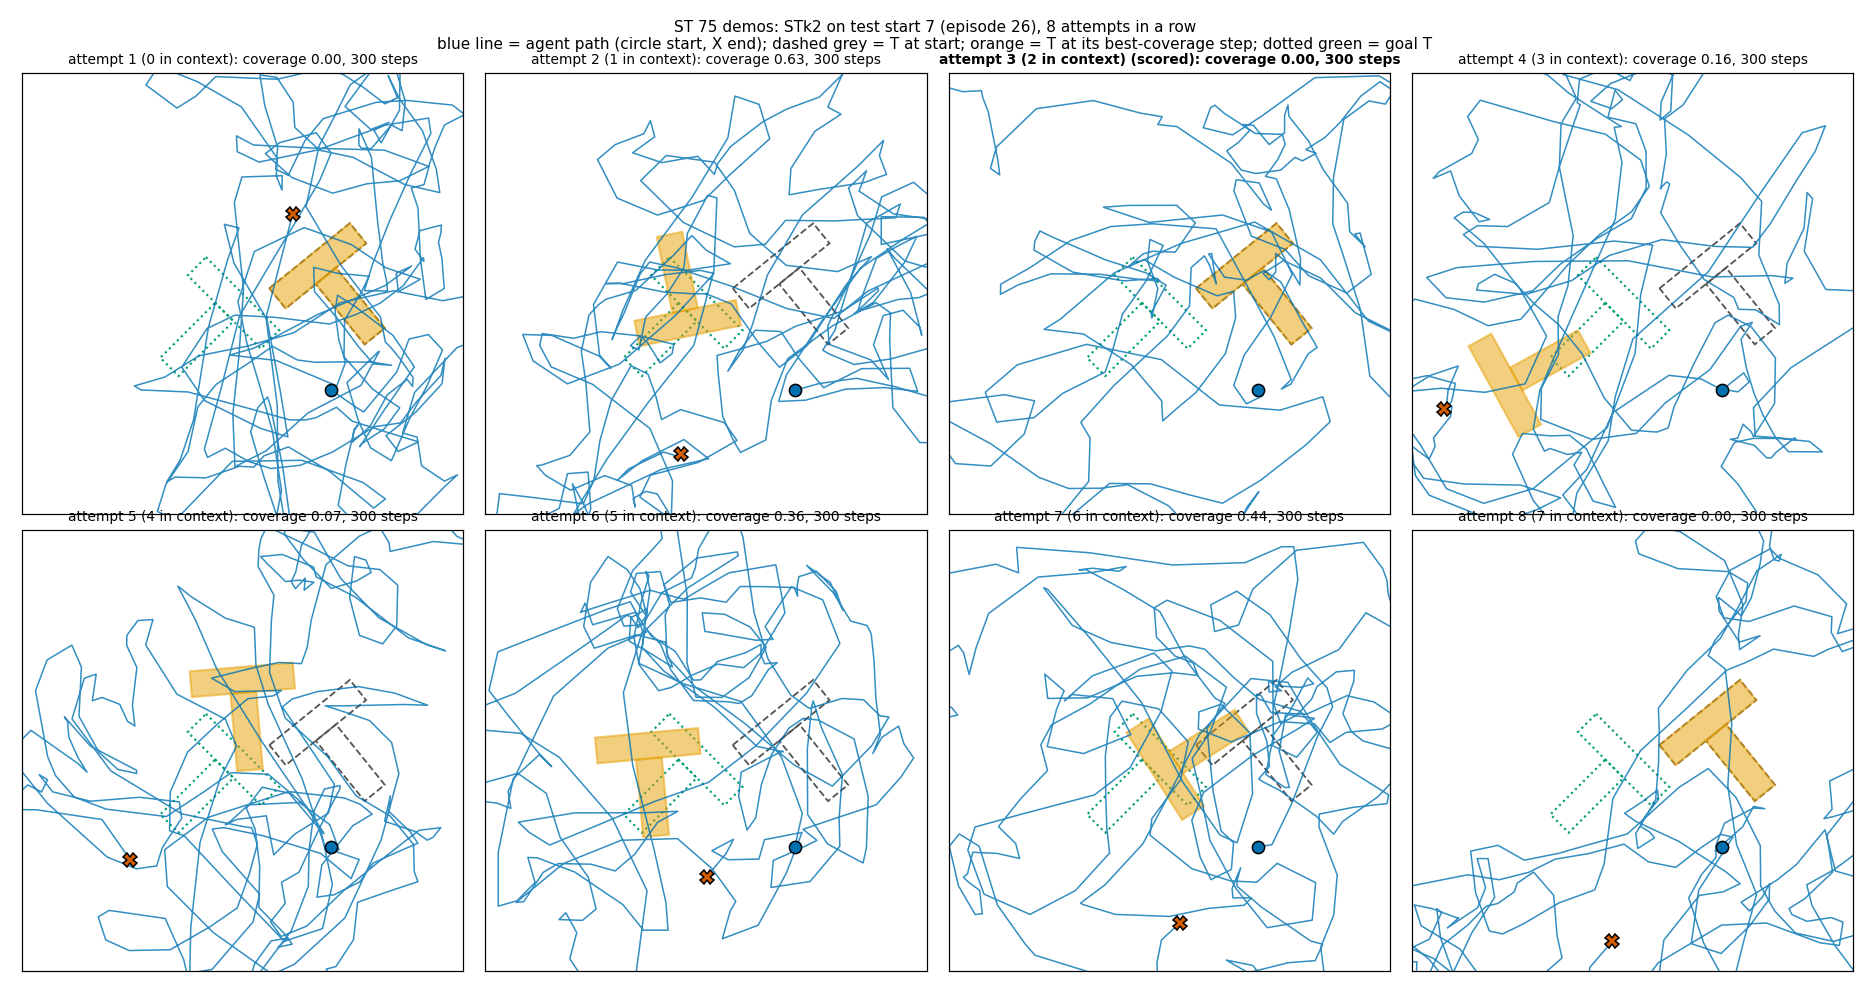 ST 75 demos: STk2 on test start 7 (episode 26), 8 attempts in a row
blue line = agent path (circle start, X end); dashed grey = T at start; orange = T at its best-coverage step; dotted green = goal T
attempt 1 (0 in context): coverage 0.00, 300 steps
attempt 2 (1 in context): coverage 0.63, 300 steps
attempt 3 (2 in context) (scored): coverage 0.00, 300 steps
attempt 4 (3 in context): coverage 0.16, 300 steps
attempt 5 (4 in context): coverage 0.07, 300 steps
attempt 6 (5 in context): coverage 0.36, 300 steps
attempt 7 (6 in context): coverage 0.44, 300 steps
attempt 8 (7 in context): coverage 0.00, 300 steps